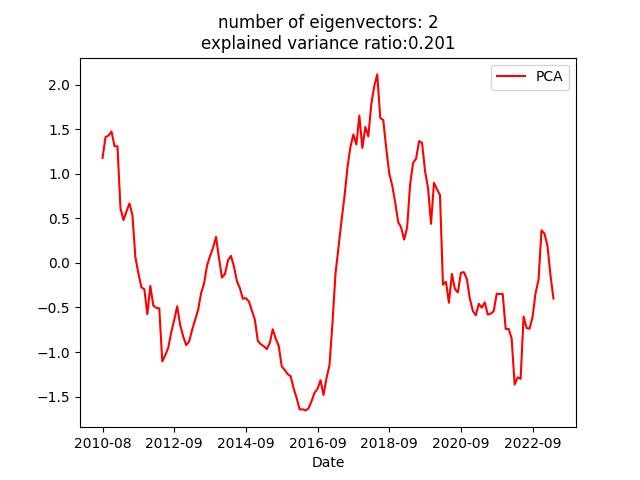 number of eigenvectors: 2
explained variance ratio:0.201
PCA
2.0
1.5
1.0
0.5
0.0
−0.5
−1.0
−1.5
2010-08 2012-09 2014-09 2016-09 2018-09 2020-09 2022-09
Date